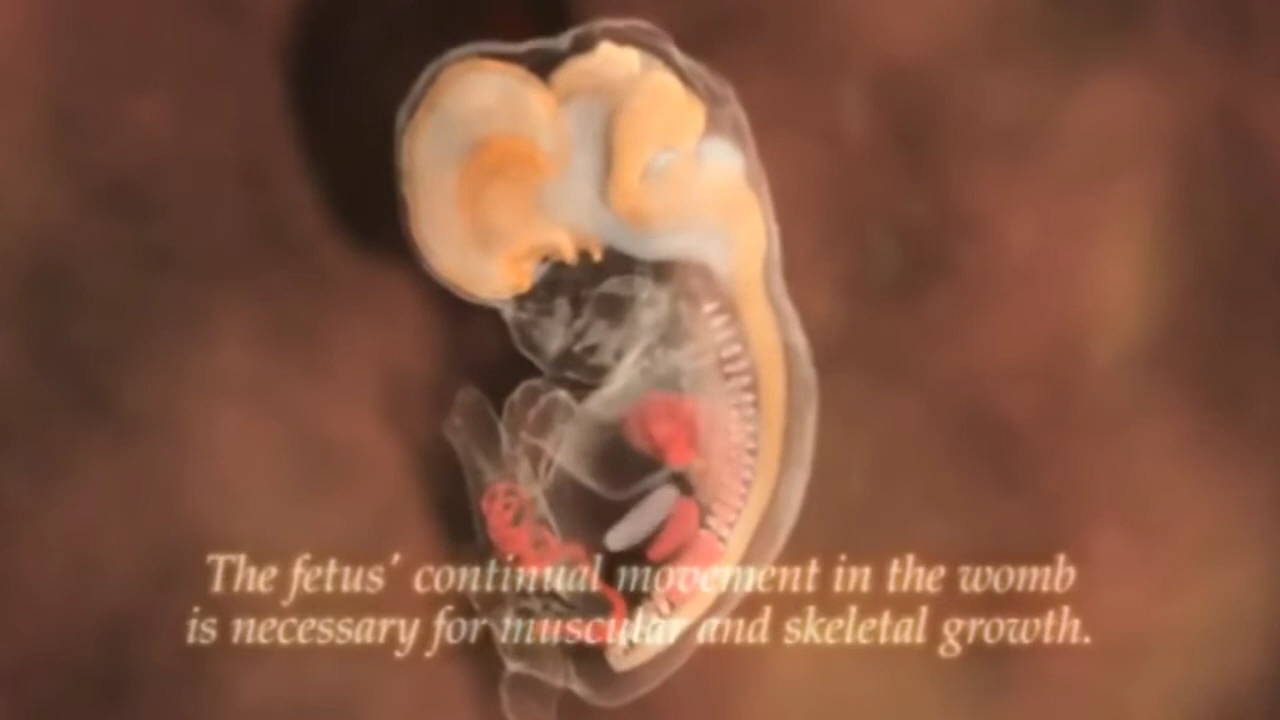 The fetus' continual movement in the womb
is necessary for muscular and skeletal growth.